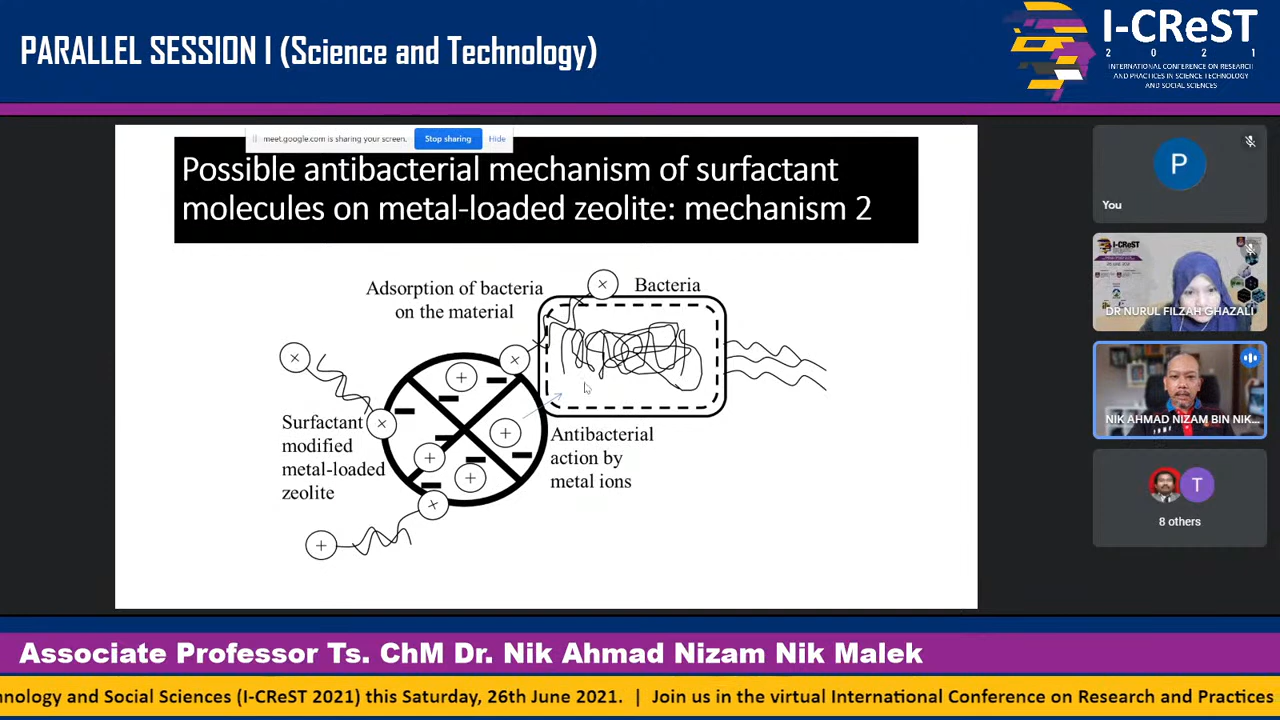 PARALLEL SESSION I (Science and Technology)
I-CReST
2 0 2 1
INTERNATIONAL CONFERENCE ON RESEARCH
AND PRACTICES IN SCIENCE TECHNOLOGY
AND SOCIAL SCIENCES
meet.google.com is sharing your screen.
Stop sharing
Hide
Possible antibacterial mechanism of surfactant
molecules on metal-loaded zeolite: mechanism 2
Adsorption of bacteria
on the material
Bacteria
Surfactant
modified
metal-loaded
zeolite
Antibacterial
action by
metal ions
P
You
I-CReST
DR NURUL FILZAH GHAZALI
NIK AHMAD NIZAM BIN NIK...
T
8 others
Associate Professor Ts. ChM Dr. Nik Ahmad Nizam Nik Malek
nnology and Social Sciences (I-CReST 2021) this Saturday, 26th June 2021. | Join us in the virtual International Conference on Research and Practices